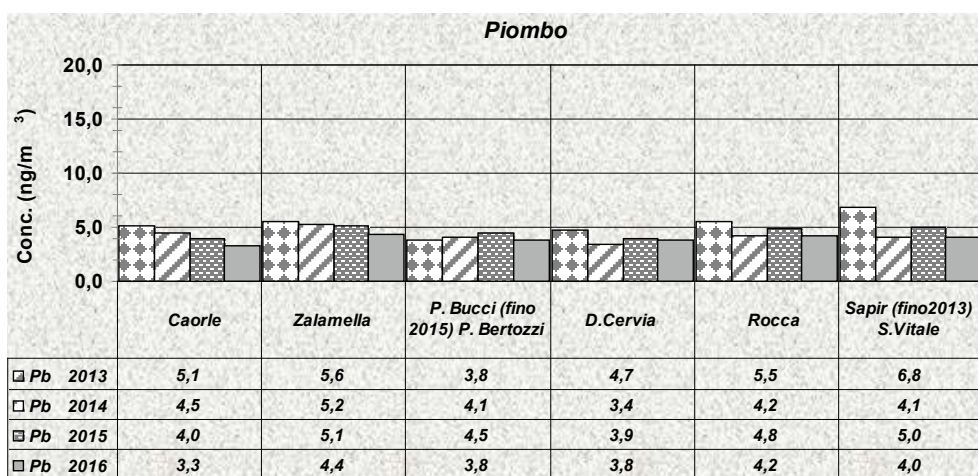 Piombo
20,0
15,0
10,0
5,0
0,0
Conc. (ng/m 3)
Caorle
Zalamella
P. Bucci (fino
2015) P. Bertozzi
D.Cervia
Rocca
Sapir (fino2013)
S.Vitale
Pb 2013 5,1 5,6 3,8 4,7 5,5 6,8
Pb 2014 4,5 5,2 4,1 3,4 4,2 4,1
Pb 2015 4,0 5,1 4,5 3,9 4,8 5,0
Pb 2016 3,3 4,4 3,8 3,8 4,2 4,0